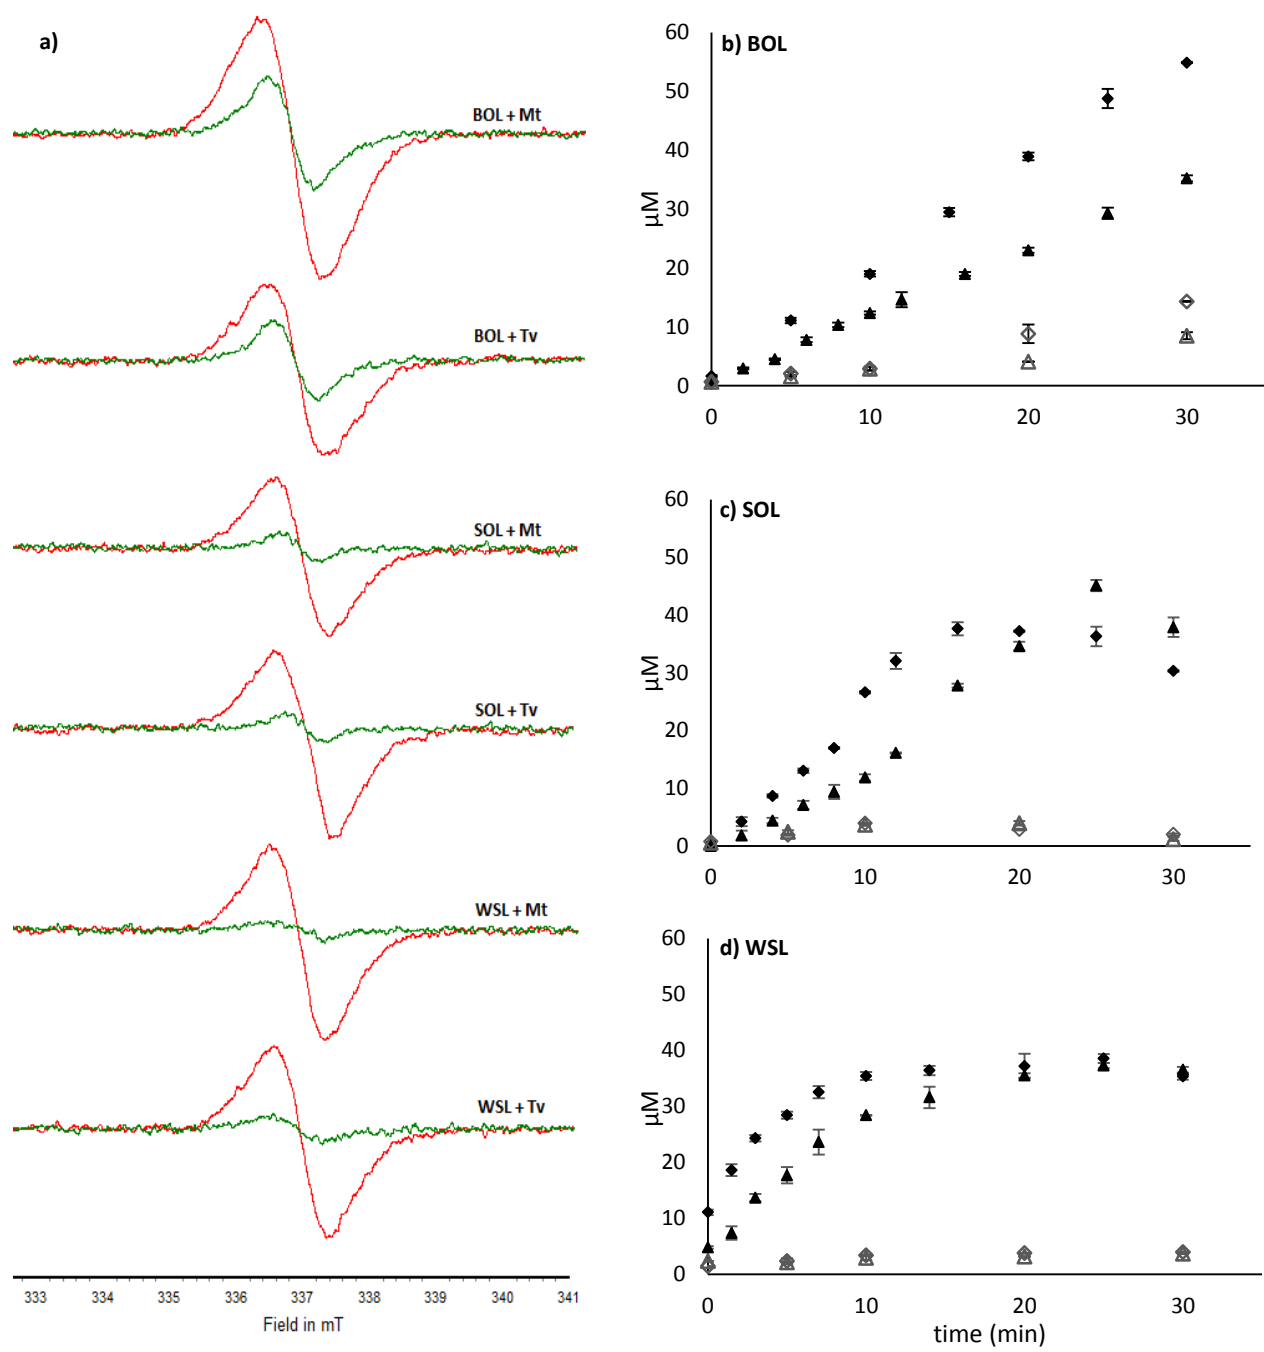 a)
BOL + Mt
BOL + Tv
SOL + Mt
SOL + Tv
WSL + Mt
WSL + Tv
333 334 335 336 337 338 339 340 341
Field in mT
b) BOL
60
50
40
30
20
10
0
µM
0 10 20 30
c) SOL
60
50
40
30
20
10
0
µM
0 10 20 30
d) WSL
60
50
40
30
20
10
0
µM
0 10 20 30
time (min)